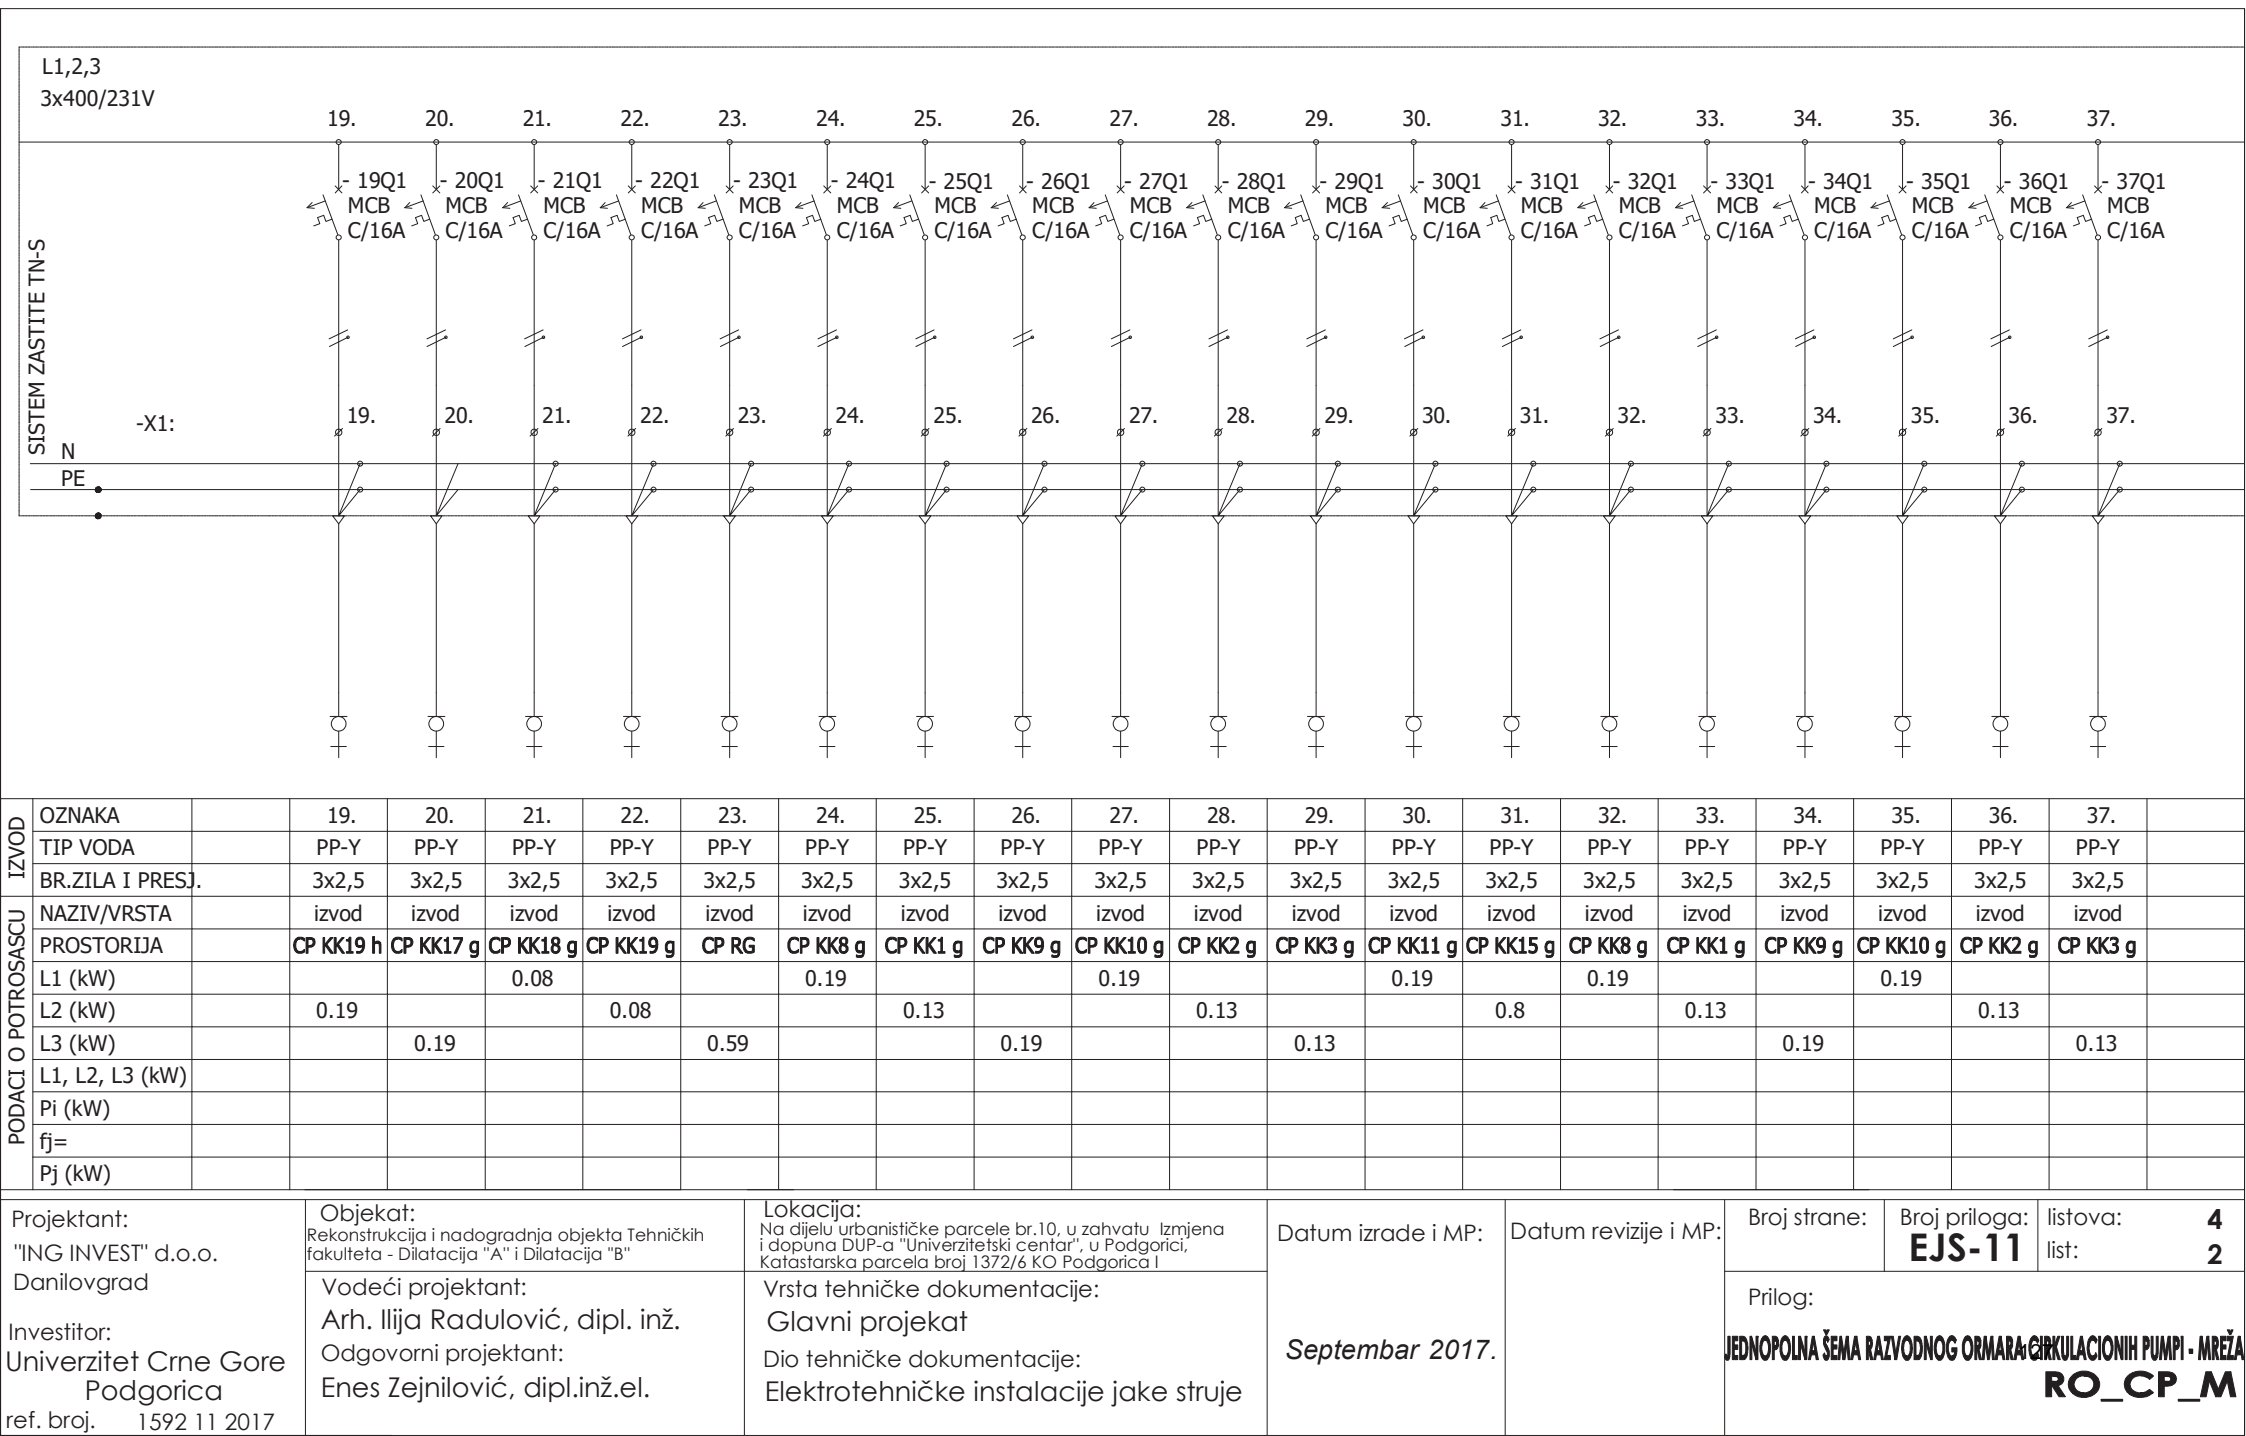 L1,2,3
3x400/231V
19. 20. 21. 22. 23. 24. 25. 26. 27. 28. 29. 30. 31. 32. 33. 34. 35. 36. 37.
- 19Q1 - 20Q1 - 21Q1 - 22Q1 - 23Q1 - 24Q1 - 25Q1 - 26Q1 - 27Q1 - 28Q1 - 29Q1 - 30Q1 - 31Q1 - 32Q1 - 33Q1 - 34Q1 - 35Q1 - 36Q1 - 37Q1
MCB MCB MCB MCB MCB MCB MCB MCB MCB MCB MCB MCB MCB MCB MCB MCB MCB MCB MCB
C/16A C/16A C/16A C/16A C/16A C/16A C/16A C/16A C/16A C/16A C/16A C/16A C/16A C/16A C/16A C/16A C/16A C/16A C/16A
SISTEM ZASTITE TN-S
-X1: 19. 20. 21. 22. 23. 24. 25. 26. 27. 28. 29. 30. 31. 32. 33. 34. 35. 36. 37.
N
PE
IZVOD
OZNAKA 19. 20. 21. 22. 23. 24. 25. 26. 27. 28. 29. 30. 31. 32. 33. 34. 35. 36. 37.
TIP VODA PP-Y PP-Y PP-Y PP-Y PP-Y PP-Y PP-Y PP-Y PP-Y PP-Y PP-Y PP-Y PP-Y PP-Y PP-Y PP-Y PP-Y PP-Y PP-Y
BR.ZILA I PRESJ. 3x2,5 3x2,5 3x2,5 3x2,5 3x2,5 3x2,5 3x2,5 3x2,5 3x2,5 3x2,5 3x2,5 3x2,5 3x2,5 3x2,5 3x2,5 3x2,5 3x2,5 3x2,5 3x2,5
PODACI O POTROSASCU
NAZIV/VRSTA izvod izvod izvod izvod izvod izvod izvod izvod izvod izvod izvod izvod izvod izvod izvod izvod izvod izvod izvod
PROSTORIJA CP KK19 h CP KK17 g CP KK18 g CP KK19 g CP RG CP KK8 g CP KK1 g CP KK9 g CP KK10 g CP KK2 g CP KK3 g CP KK11 g CP KK15 g CP KK8 g CP KK1 g CP KK9 g CP KK10 g CP KK2 g CP KK3 g
L1 (kW) 0.08 0.19 0.19 0.19 0.19 0.19
L2 (kW) 0.19 0.08 0.13 0.13 0.8 0.13 0.13
L3 (kW) 0.19 0.59 0.19 0.13 0.19 0.13
L1, L2, L3 (kW)
Pi (kW)
fj=
Pj (kW)
Projektant:
"ING INVEST" d.o.o.
Danilovgrad
Investitor:
Univerzitet Crne Gore
Podgorica
ref. broj. 1592 11 2017
Objekat:
Rekonstrukcija i nadogradnja objekta Tehničkih
fakulteta - Dilatacija "A" i Dilatacija "B"
Vodeći projektant:
Arh. Ilija Radulović, dipl. inž.
Odgovorni projektant:
Enes Zejnilović, dipl.inž.el.
Lokacija:
Na dijelu urbanističke parcele br.10, u zahvatu Izmjena
i dopuna DUP-a "Univerzitetski centar", u Podgorici,
Katastarska parcela broj 1372/6 KO Podgorica I
Vrsta tehničke dokumentacije:
Glavni projekat
Dio tehničke dokumentacije:
Elektrotehničke instalacije jake struje
Datum izrade i MP:
Septembar 2017.
Datum revizije i MP:
Broj strane:
Broj priloga:
EJS-11
listova: 4
list: 2
Prilog:
JEDNOPOLNA ŠEMA RAZVODNOG ORMARA CIRKULACIONIH PUMPI - MREŽA
RO_CP_M